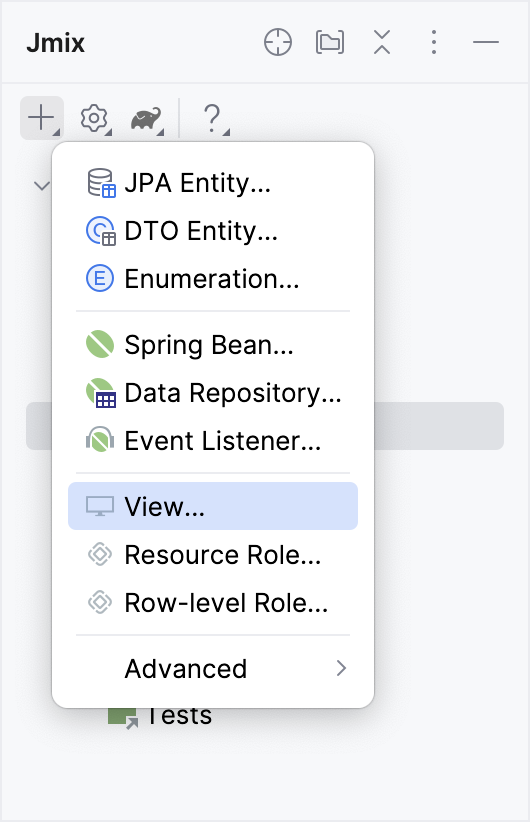 Jmix
JPA Entity...
DTO Entity...
Enumeration...
Spring Bean...
Data Repository...
Event Listener...
View...
Resource Role...
Row-level Role...
Advanced
Tests